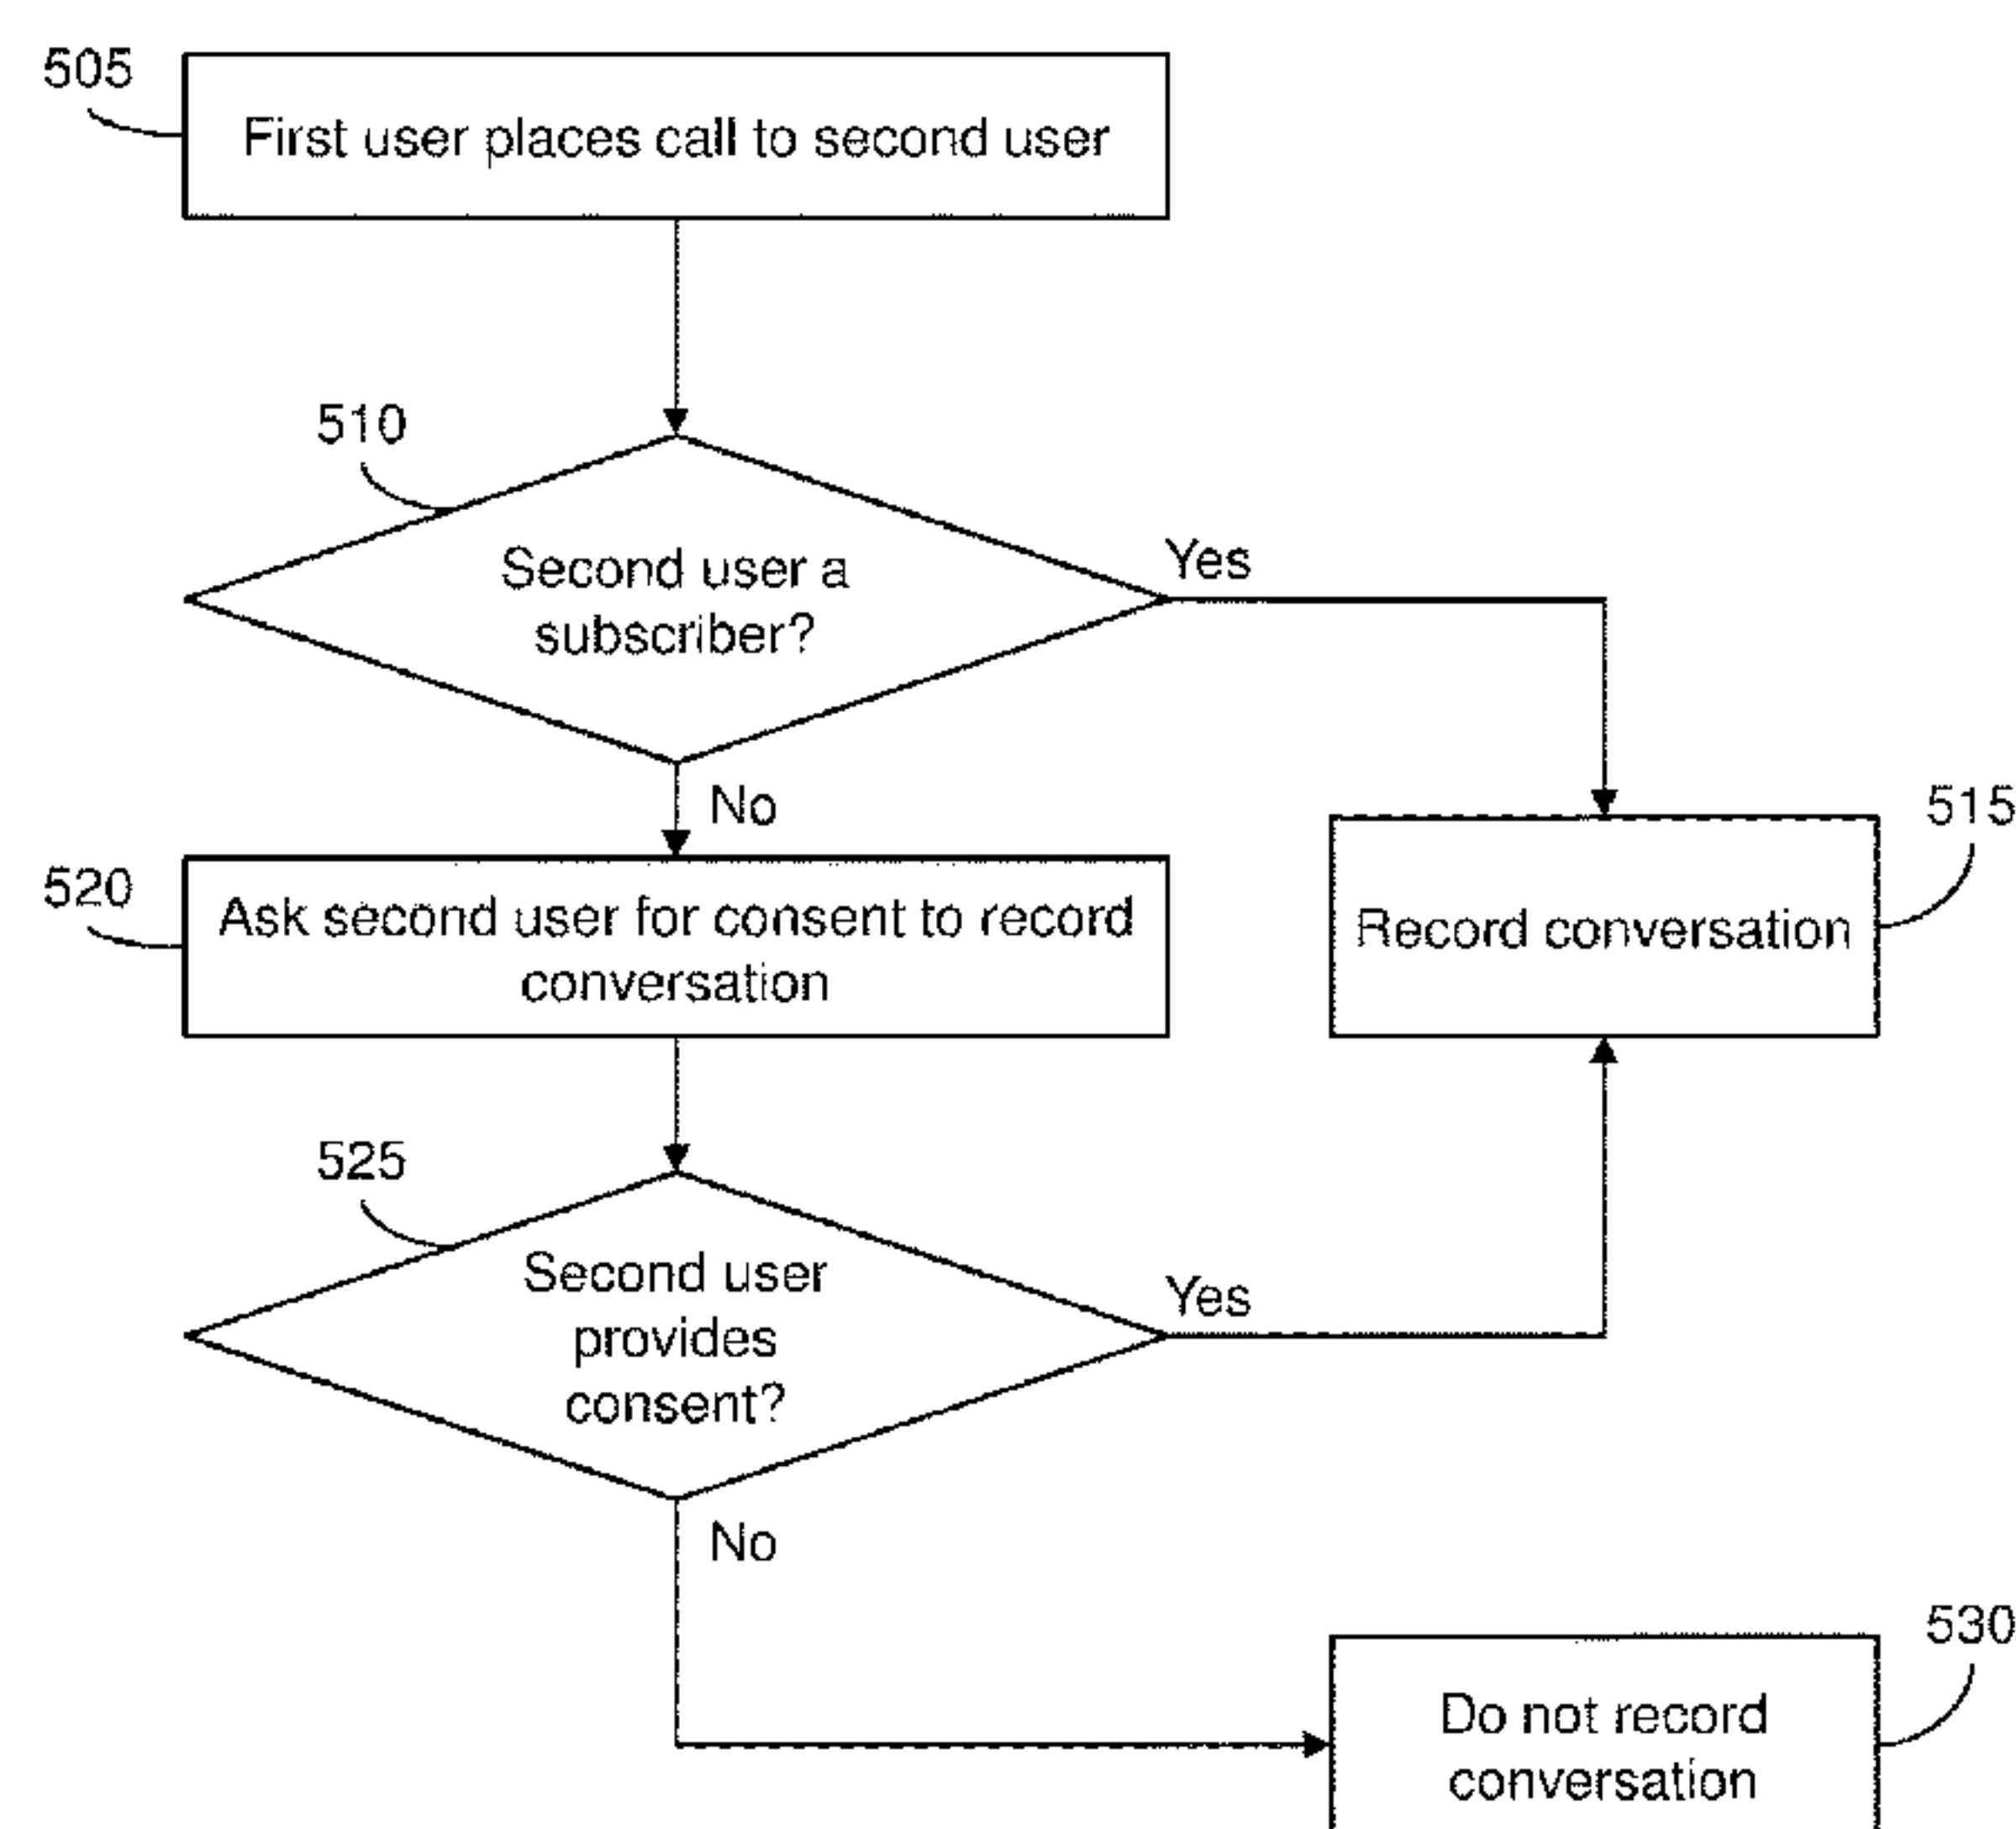 505
First user places call to second user
510
Second user a
subscriber?
Yes
No
515
Record conversation
520
Ask second user for consent to record
conversation
525
Second user
provides
consent?
Yes
No
530
Do not record
conversation